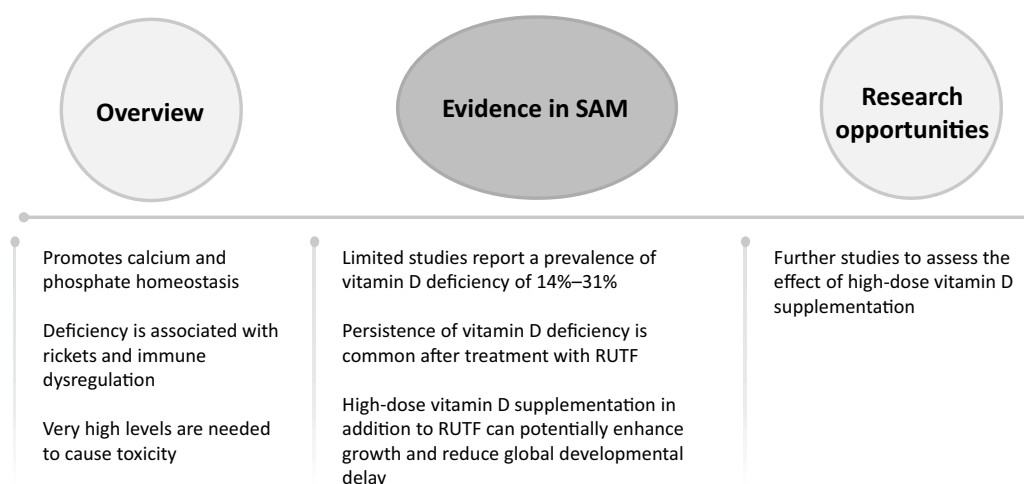 Overview
Evidence in SAM
Research
opportunities
Promotes calcium and
phosphate homeostasis
Deficiency is associated with
rickets and immune
dysregulation
Very high levels are needed
to cause toxicity
Limited studies report a prevalence of
vitamin D deficiency of 14%–31%
Persistence of vitamin D deficiency is
common after treatment with RUTF
High-dose vitamin D supplementation in
addition to RUTF can potentially enhance
growth and reduce global developmental
delay
Further studies to assess the
effect of high-dose vitamin D
supplementation